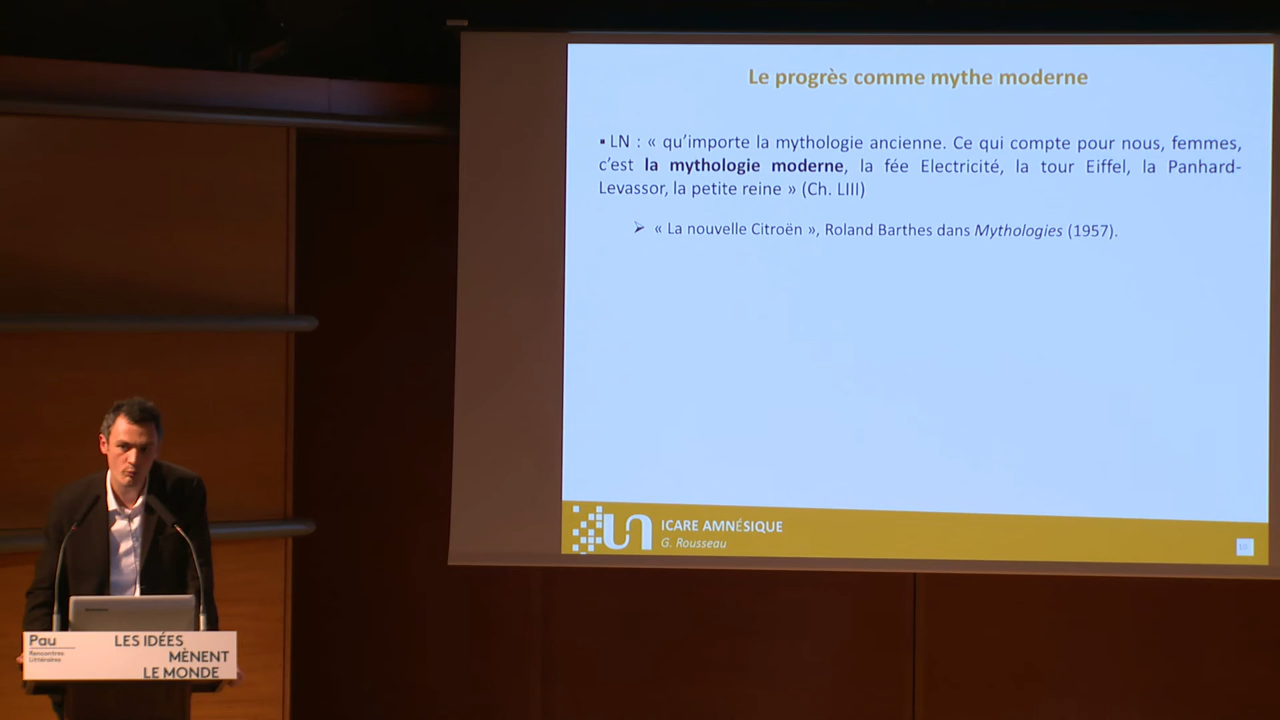 Le progrès comme mythe moderne
▪ LN : « qu'importe la mythologie ancienne. Ce qui compte pour nous, femmes,
c'est la mythologie moderne, la fée Electricité, la tour Eiffel, la Panhard-
Levassor, la petite reine » (Ch. LIII)
➢ « La nouvelle Citroën », Roland Barthes dans Mythologies (1957).
UN
ICARE AMNÉSIQUE
G. Rousseau
10
Pau
Rencontres
Littéraires
LES IDÉES
MÈNENT
LE MONDE